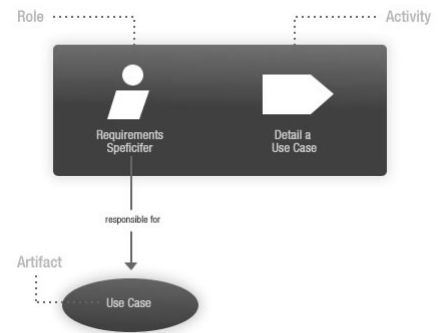 Role
Activity
Requirements
Speficifer
Detail a
Use Case
responsible for
Artifact
Use Case